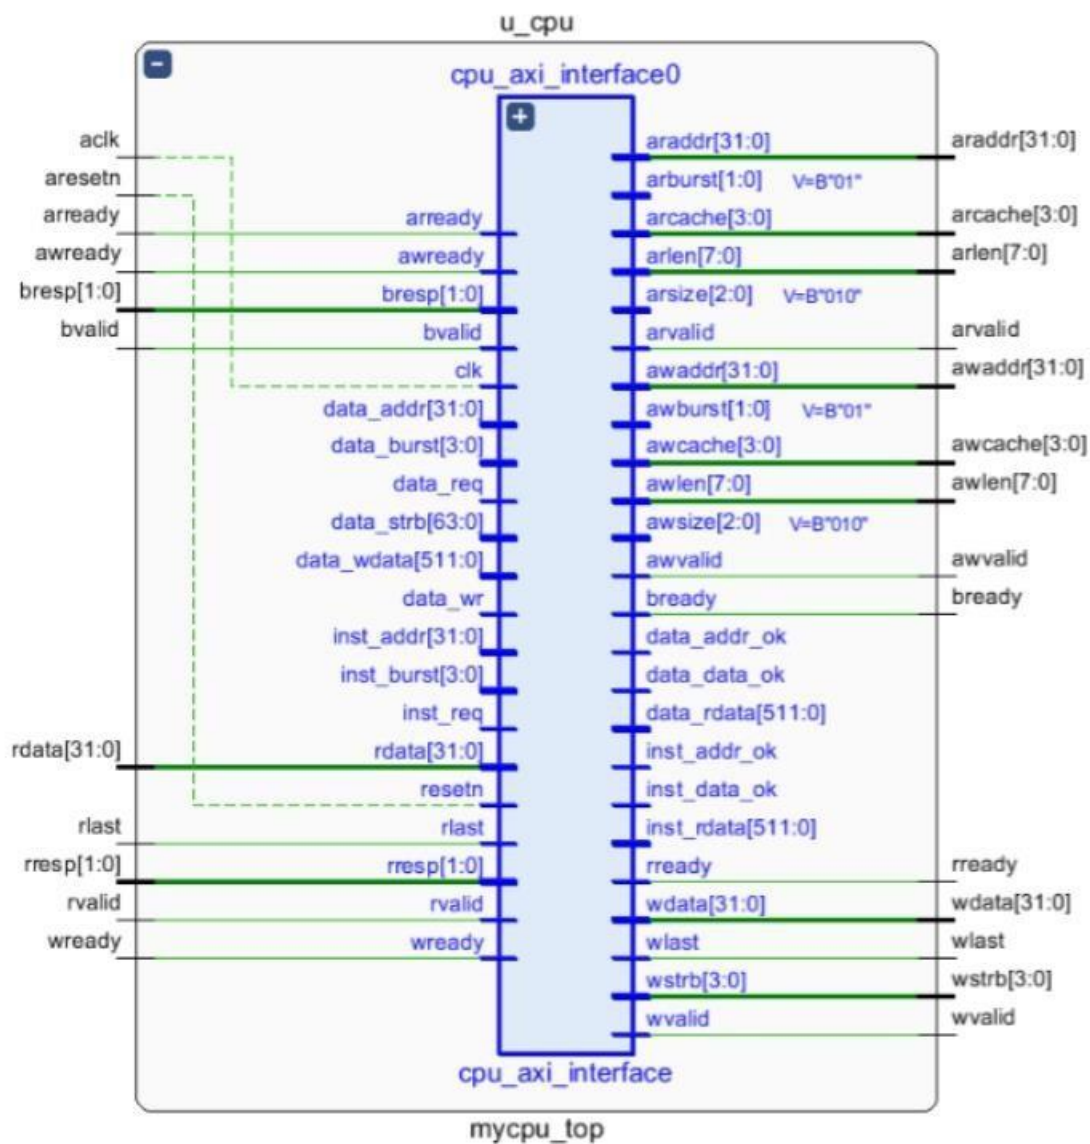 u_cpu
cpu_axi_interface0
aclk
araddr[31:0]
araddr[31:0]
aresetn
arburst[1:0] V=B"01"
arready
arready
arcache[3:0]
arcache[3:0]
awready
awready
arlen[7:0]
arlen[7:0]
bresp[1:0]
bresp[1:0]
arsize[2:0] V=B"010"
bvalid
bvalid
arvalid
arvalid
clk
awaddr[31:0]
awaddr[31:0]
data_addr[31:0]
awburst[1:0] V=B"01"
data_burst[3:0]
awcache[3:0]
awcache[3:0]
data_req
awlen[7:0]
awlen[7:0]
data_strb[63:0]
awsize[2:0] V=B"010"
data_wdata[511:0]
awvalid
awvalid
data_wr
bready
bready
inst_addr[31:0]
data_addr_ok
inst_burst[3:0]
data_data_ok
inst_req
data_rdata[511:0]
rdata[31:0]
rdata[31:0]
inst_addr_ok
resetn
inst_data_ok
rlast
rlast
inst_rdata[511:0]
rresp[1:0]
rresp[1:0]
rready
rready
rvalid
rvalid
wdata[31:0]
wdata[31:0]
wready
wready
wlast
wlast
wstrb[3:0]
wstrb[3:0]
wvalid
wvalid
cpu_axi_interface
mycpu_top